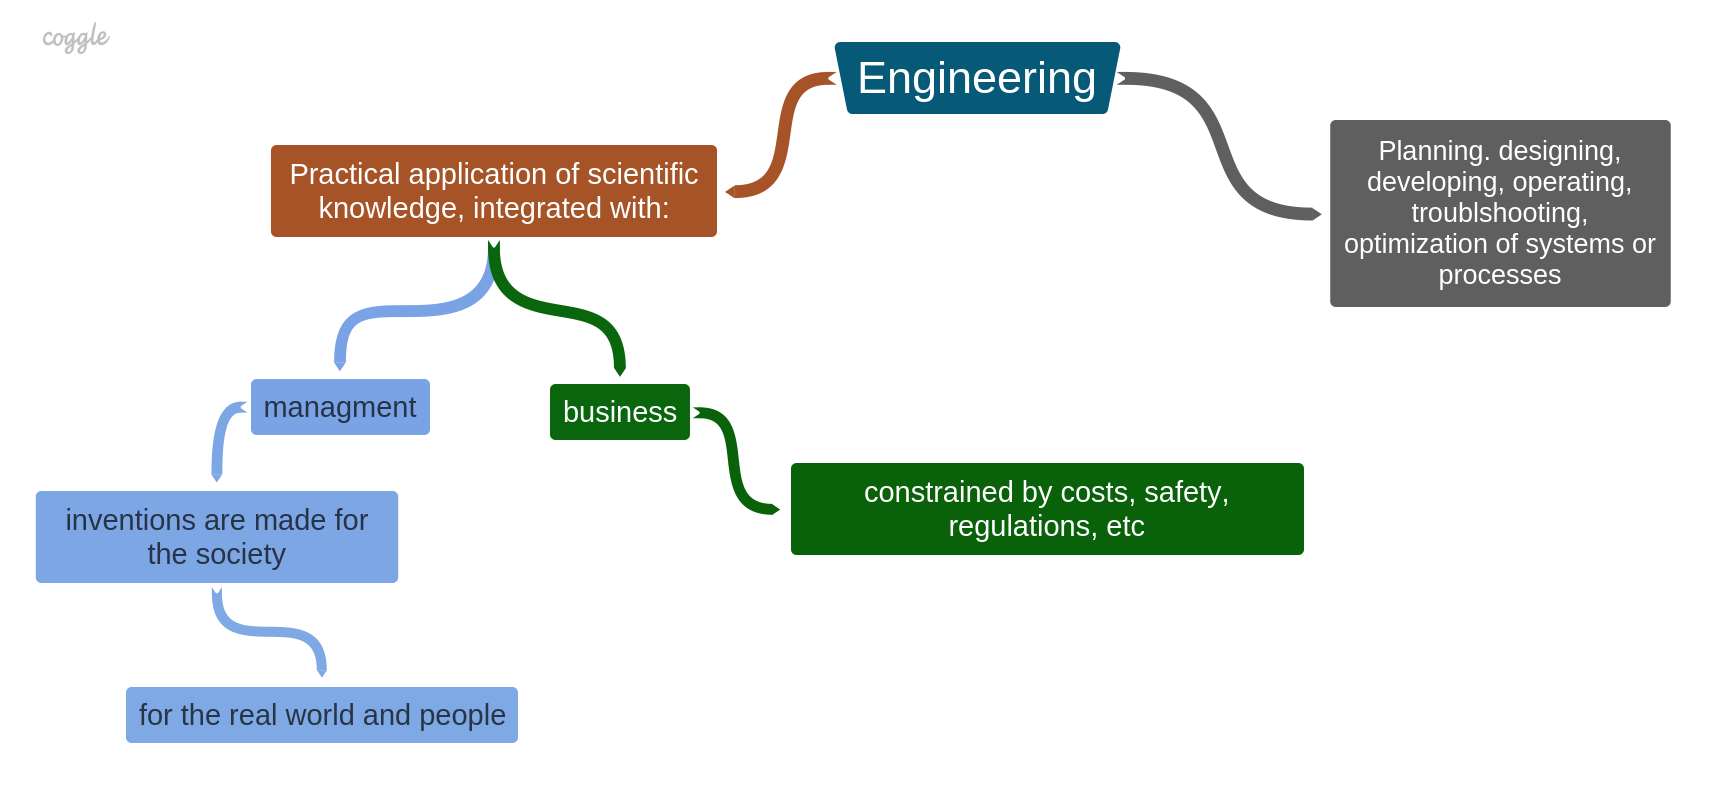 coggle
Engineering
Practical application of scientific
knowledge, integrated with:
Planning. designing,
developing, operating,
troublshooting,
optimization of systems or
processes
managment
business
inventions are made for
the society
constrained by costs, safety,
regulations, etc
for the real world and people